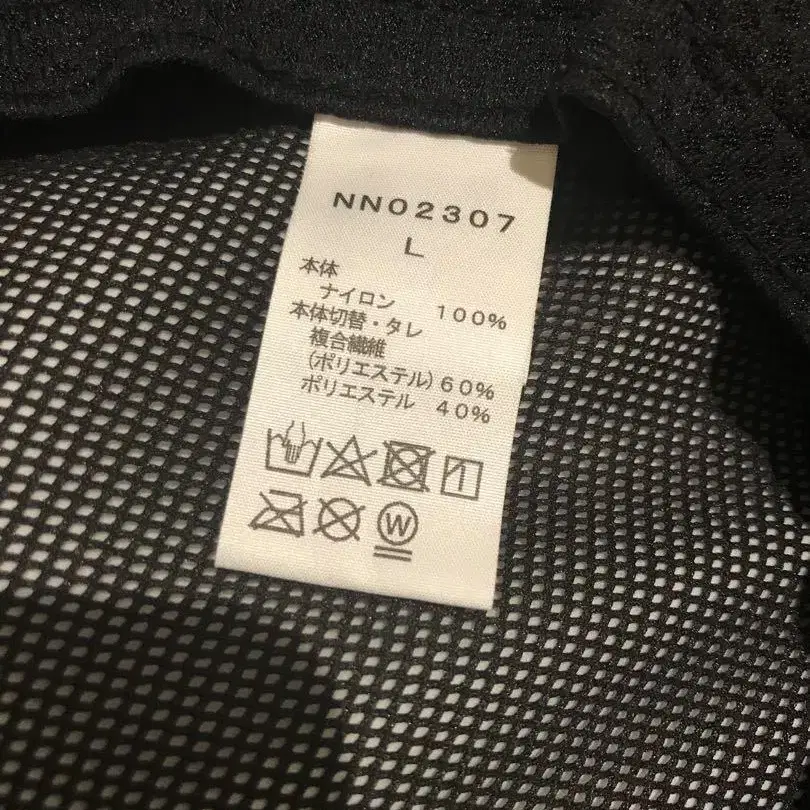 NN02307
L
本体
ナイロン 100%
本体切替・タレ
複合繊維
(ポリエステル)60%
ポリエステル 40%
W